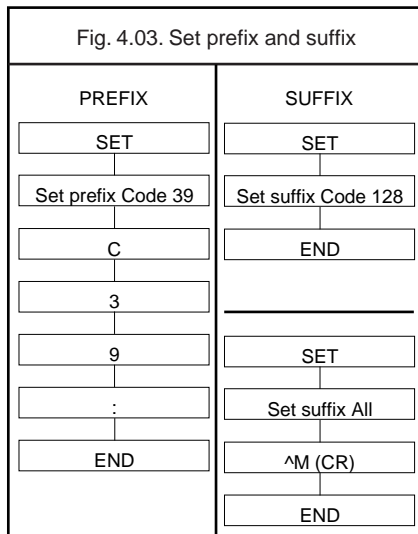 Fig. 4.03. Set prefix and suffix
PREFIX
SET
Set prefix Code 39
C
3
9
:
END
SUFFIX
SET
Set suffix Code 128
END
SET
Set suffix All
^M (CR)
END